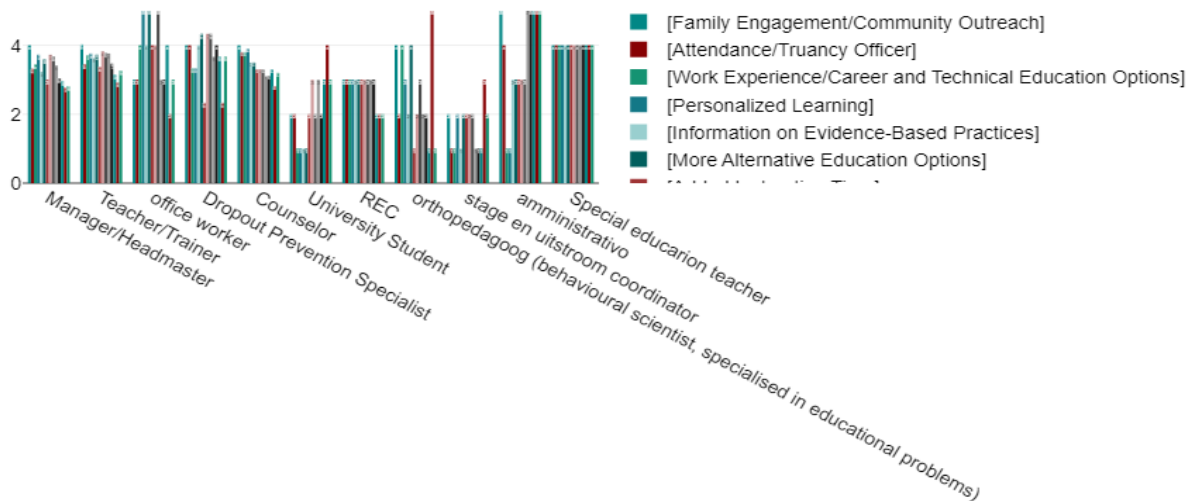 4
2
0
Manager/Headmaster
Teacher/Trainer
office worker
Dropout Prevention Specialist
Counselor
University Student
REC
orthopedagoog (behavioural scientist, specialised in educational problems)
stage en uitstroom coordinator
amministrativo
Special educarion teacher
[Family Engagement/Community Outreach]
[Attendance/Truancy Officer]
[Work Experience/Career and Technical Education Options]
[Personalized Learning]
[Information on Evidence-Based Practices]
[More Alternative Education Options]